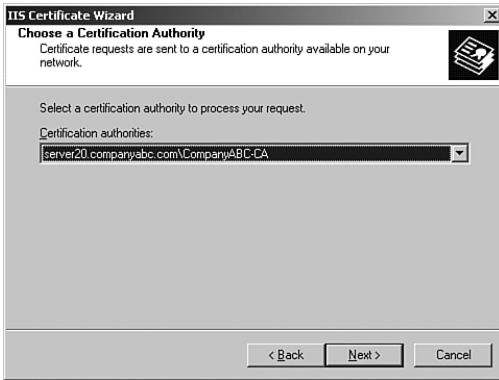 IIS Certificate Wizard
Choose a Certification Authority
Certificate requests are sent to a certification authority available on your
network.
Select a certification authority to process your request.
Certification authorities:
server20.companyabc.com\CompanyABC-CA
< Back
Next >
Cancel